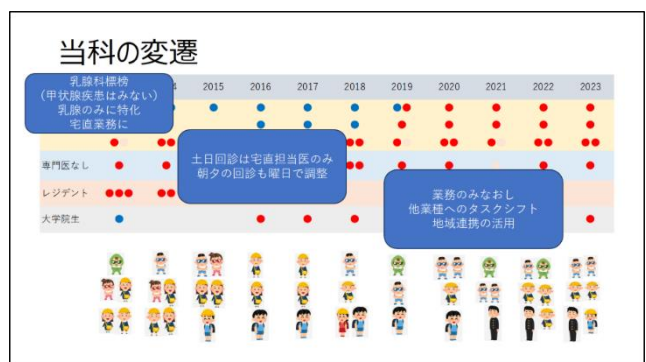 当科の変遷
乳腺科標榜
（甲状腺疾患はみない）
乳腺のみに特化
宅直業務に
4 2015 2016 2017 2018 2019 2020 2021 2022 2023
土日回診は宅直担当医のみ
朝夕の回診も曜日で調整
専門医なし
レジデント
業務のみなおし
他業種へのタスクシフト
地域連携の活用
大学院生